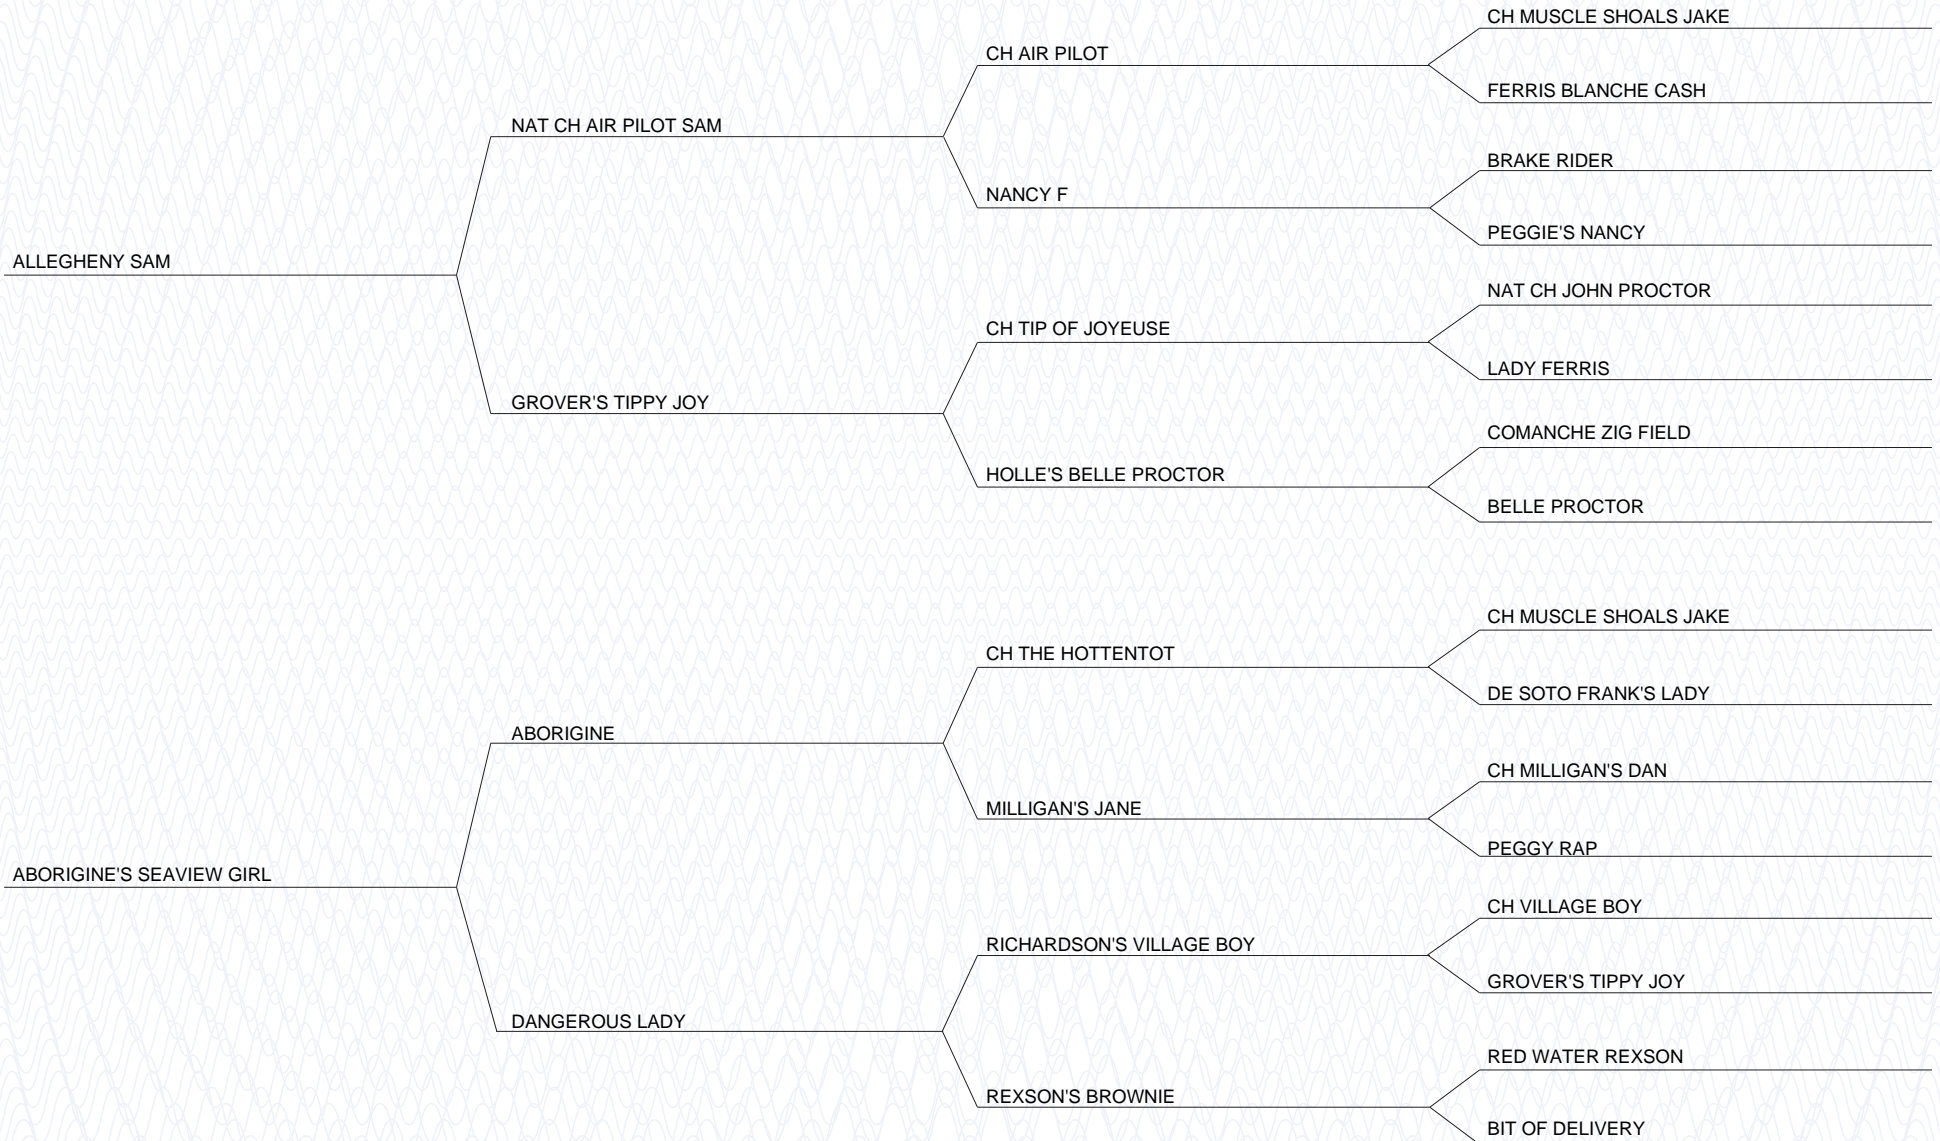 CH MUSCLE SHOALS JAKE
CH AIR PILOT
FERRIS BLANCHE CASH
NAT CH AIR PILOT SAM
BRAKE RIDER
NANCY F
PEGGIE'S NANCY
ALLEGHENY SAM
NAT CH JOHN PROCTOR
CH TIP OF JOYEUSE
LADY FERRIS
GROVER'S TIPPY JOY
COMANCHE ZIG FIELD
HOLLE'S BELLE PROCTOR
BELLE PROCTOR
CH MUSCLE SHOALS JAKE
CH THE HOTTENTOT
DE SOTO FRANK'S LADY
ABORIGINE
CH MILLIGAN'S DAN
MILLIGAN'S JANE
PEGGY RAP
ABORIGINE'S SEAVIEW GIRL
CH VILLAGE BOY
RICHARDSON'S VILLAGE BOY
GROVER'S TIPPY JOY
DANGEROUS LADY
RED WATER REXSON
REXSON'S BROWNIE
BIT OF DELIVERY